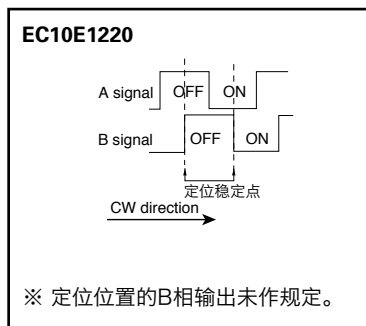 EC10E1220
A signal OFF ON
B signal OFF ON
定位稳定点
CW direction
※ 定位位置的B相输出未作规定。